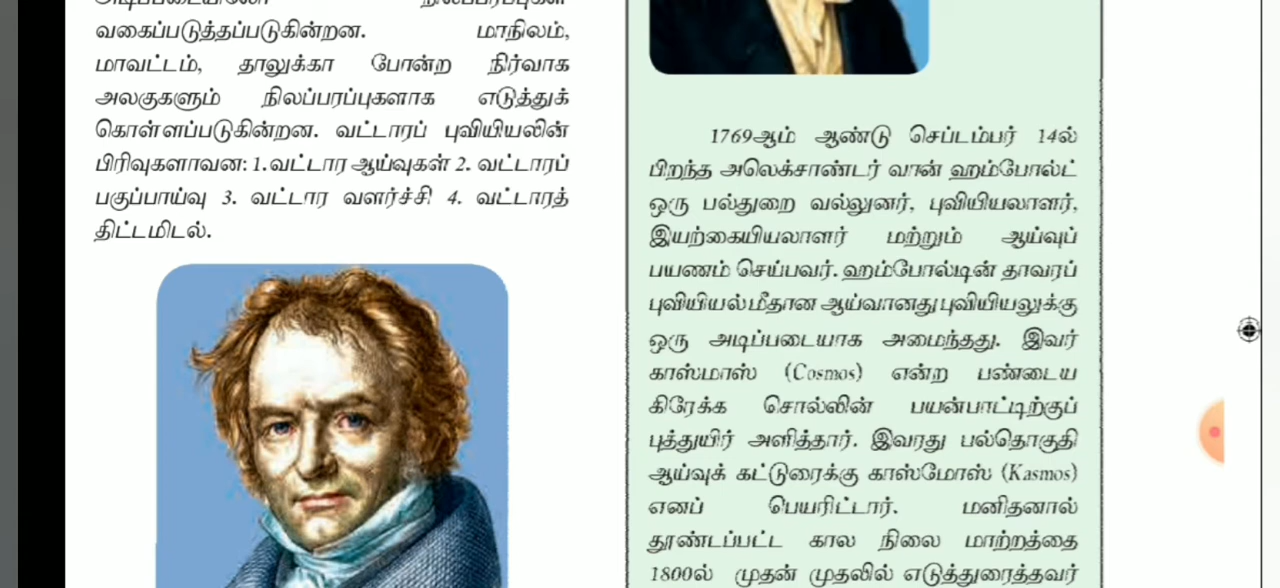 வகைப்படுத்தப்படுகின்றன. மாநிலம்,
மாவட்டம், தாலுக்கா போன்ற நிர்வாக
அலகுகளும் நிலப்பரப்புகளாக எடுத்துக்
கொள்ளப்படுகின்றன. வட்டாரப் புவியியலின்
பிரிவுகளாவன: 1.வட்டார ஆய்வுகள் 2. வட்டாரப்
பகுப்பாய்வு 3. வட்டார வளர்ச்சி 4. வட்டாரத்
திட்டமிடல்.
1769ஆம் ஆண்டு செப்டம்பர் 14ல்
பிறந்த அலெக்சாண்டர் வான் ஹம்போல்ட்
ஒரு பல்துறை வல்லுனர், புவியியலாளர்,
இயற்கையியலாளர் மற்றும் ஆய்வுப்
பயணம் செய்பவர். ஹம்போல்டின் தாவரப்
புவியியல்மீதான ஆய்வானது புவியியலுக்கு
ஒரு அடிப்படையாக அமைந்தது. இவர்
காஸ்மாஸ் (Cosmos) என்ற பண்டைய
கிரேக்க சொல்லின் பயன்பாட்டிற்குப்
புத்துயிர் அளித்தார். இவரது பல்தொகுதி
ஆய்வுக் கட்டுரைக்கு காஸ்மோஸ் (Kasmos)
எனப் பெயரிட்டார். மனிதனால்
தூண்டப்பட்ட கால நிலை மாற்றத்தை
1800ல் முதன் முதலில் எடுத்துரைத்தவர்